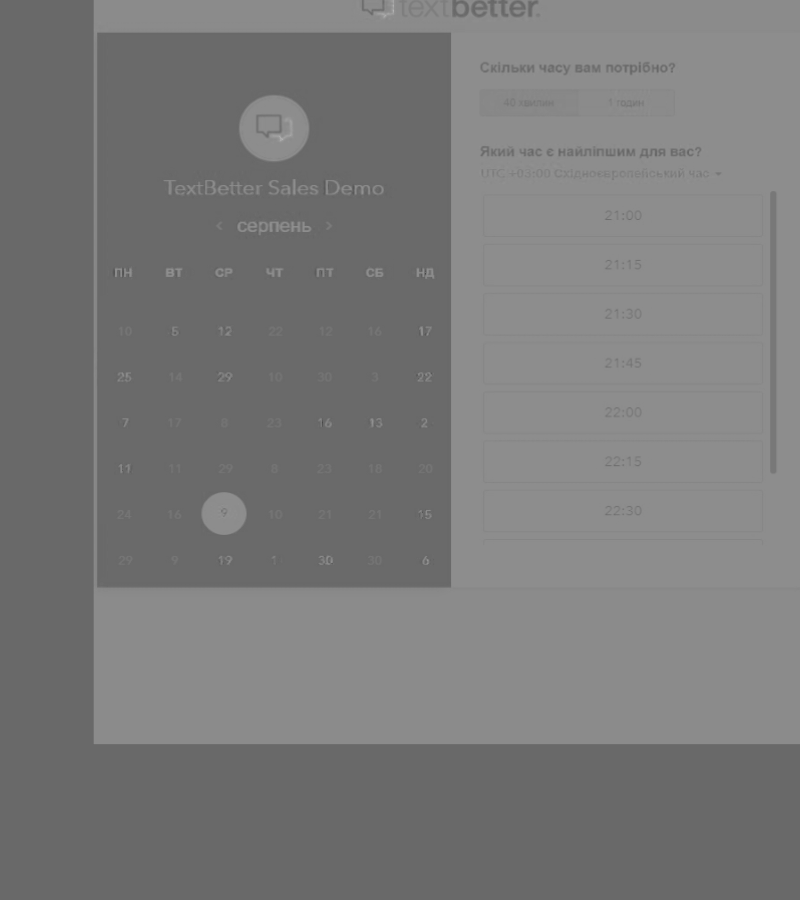 textbetter.
TextBetter Sales Demo
‹ серпень ›
ПН ВТ СР ЧТ ПТ СБ НД
10 5 12 22 12 16 17
25 14 29 10 30 3 22
7 17 8 23 16 13 2
11 11 29 8 23 18 20
24 16 9 10 21 21 15
29 9 19 1 30 30 6
Скільки часу вам потрібно?
40 хвилин 1 годин
Який час є найліпшим для вас?
UTC +03:00 Східноєвропейський час
21:00
21:15
21:30
21:45
22:00
22:15
22:30